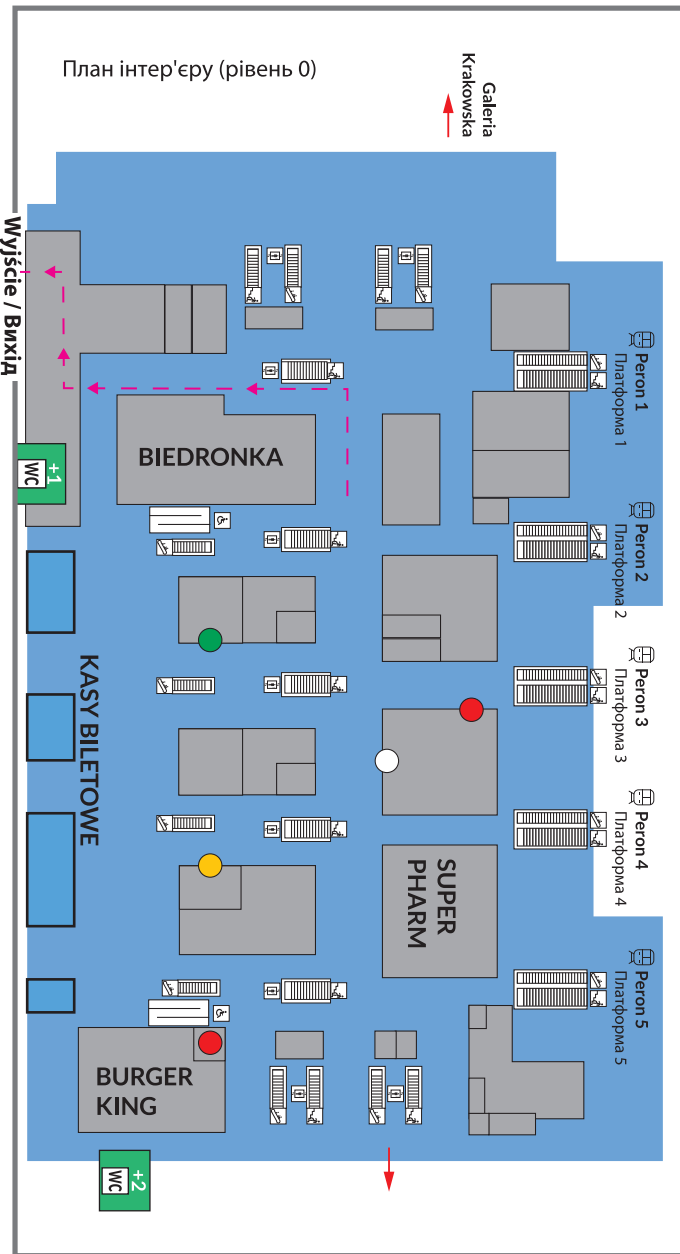 План інтер'єру (рівень 0)
Galeria
Krakowska
Wyjście / Вихід
Peron 1
Платформа 1
BIEDRONKA
+1
WC
Peron 2
Платформа 2
KASY BILETOWE
Peron 3
Платформа 3
Peron 4
Платформа 4
SUPER
PHARM
Peron 5
Платформа 5
BURGER
KING
+2
WC